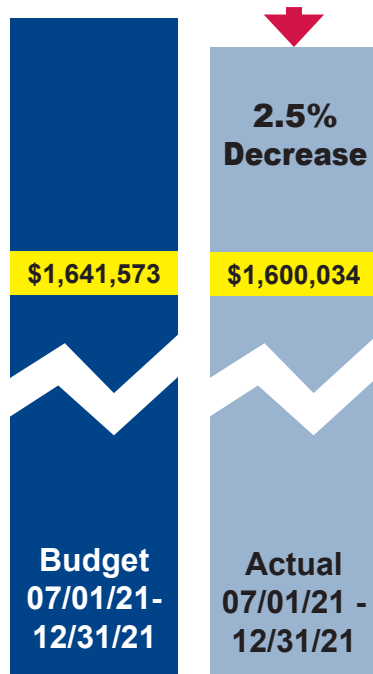 2.5%
Decrease
$1,641,573
$1,600,034
Budget
07/01/21-
12/31/21
Actual
07/01/21 -
12/31/21